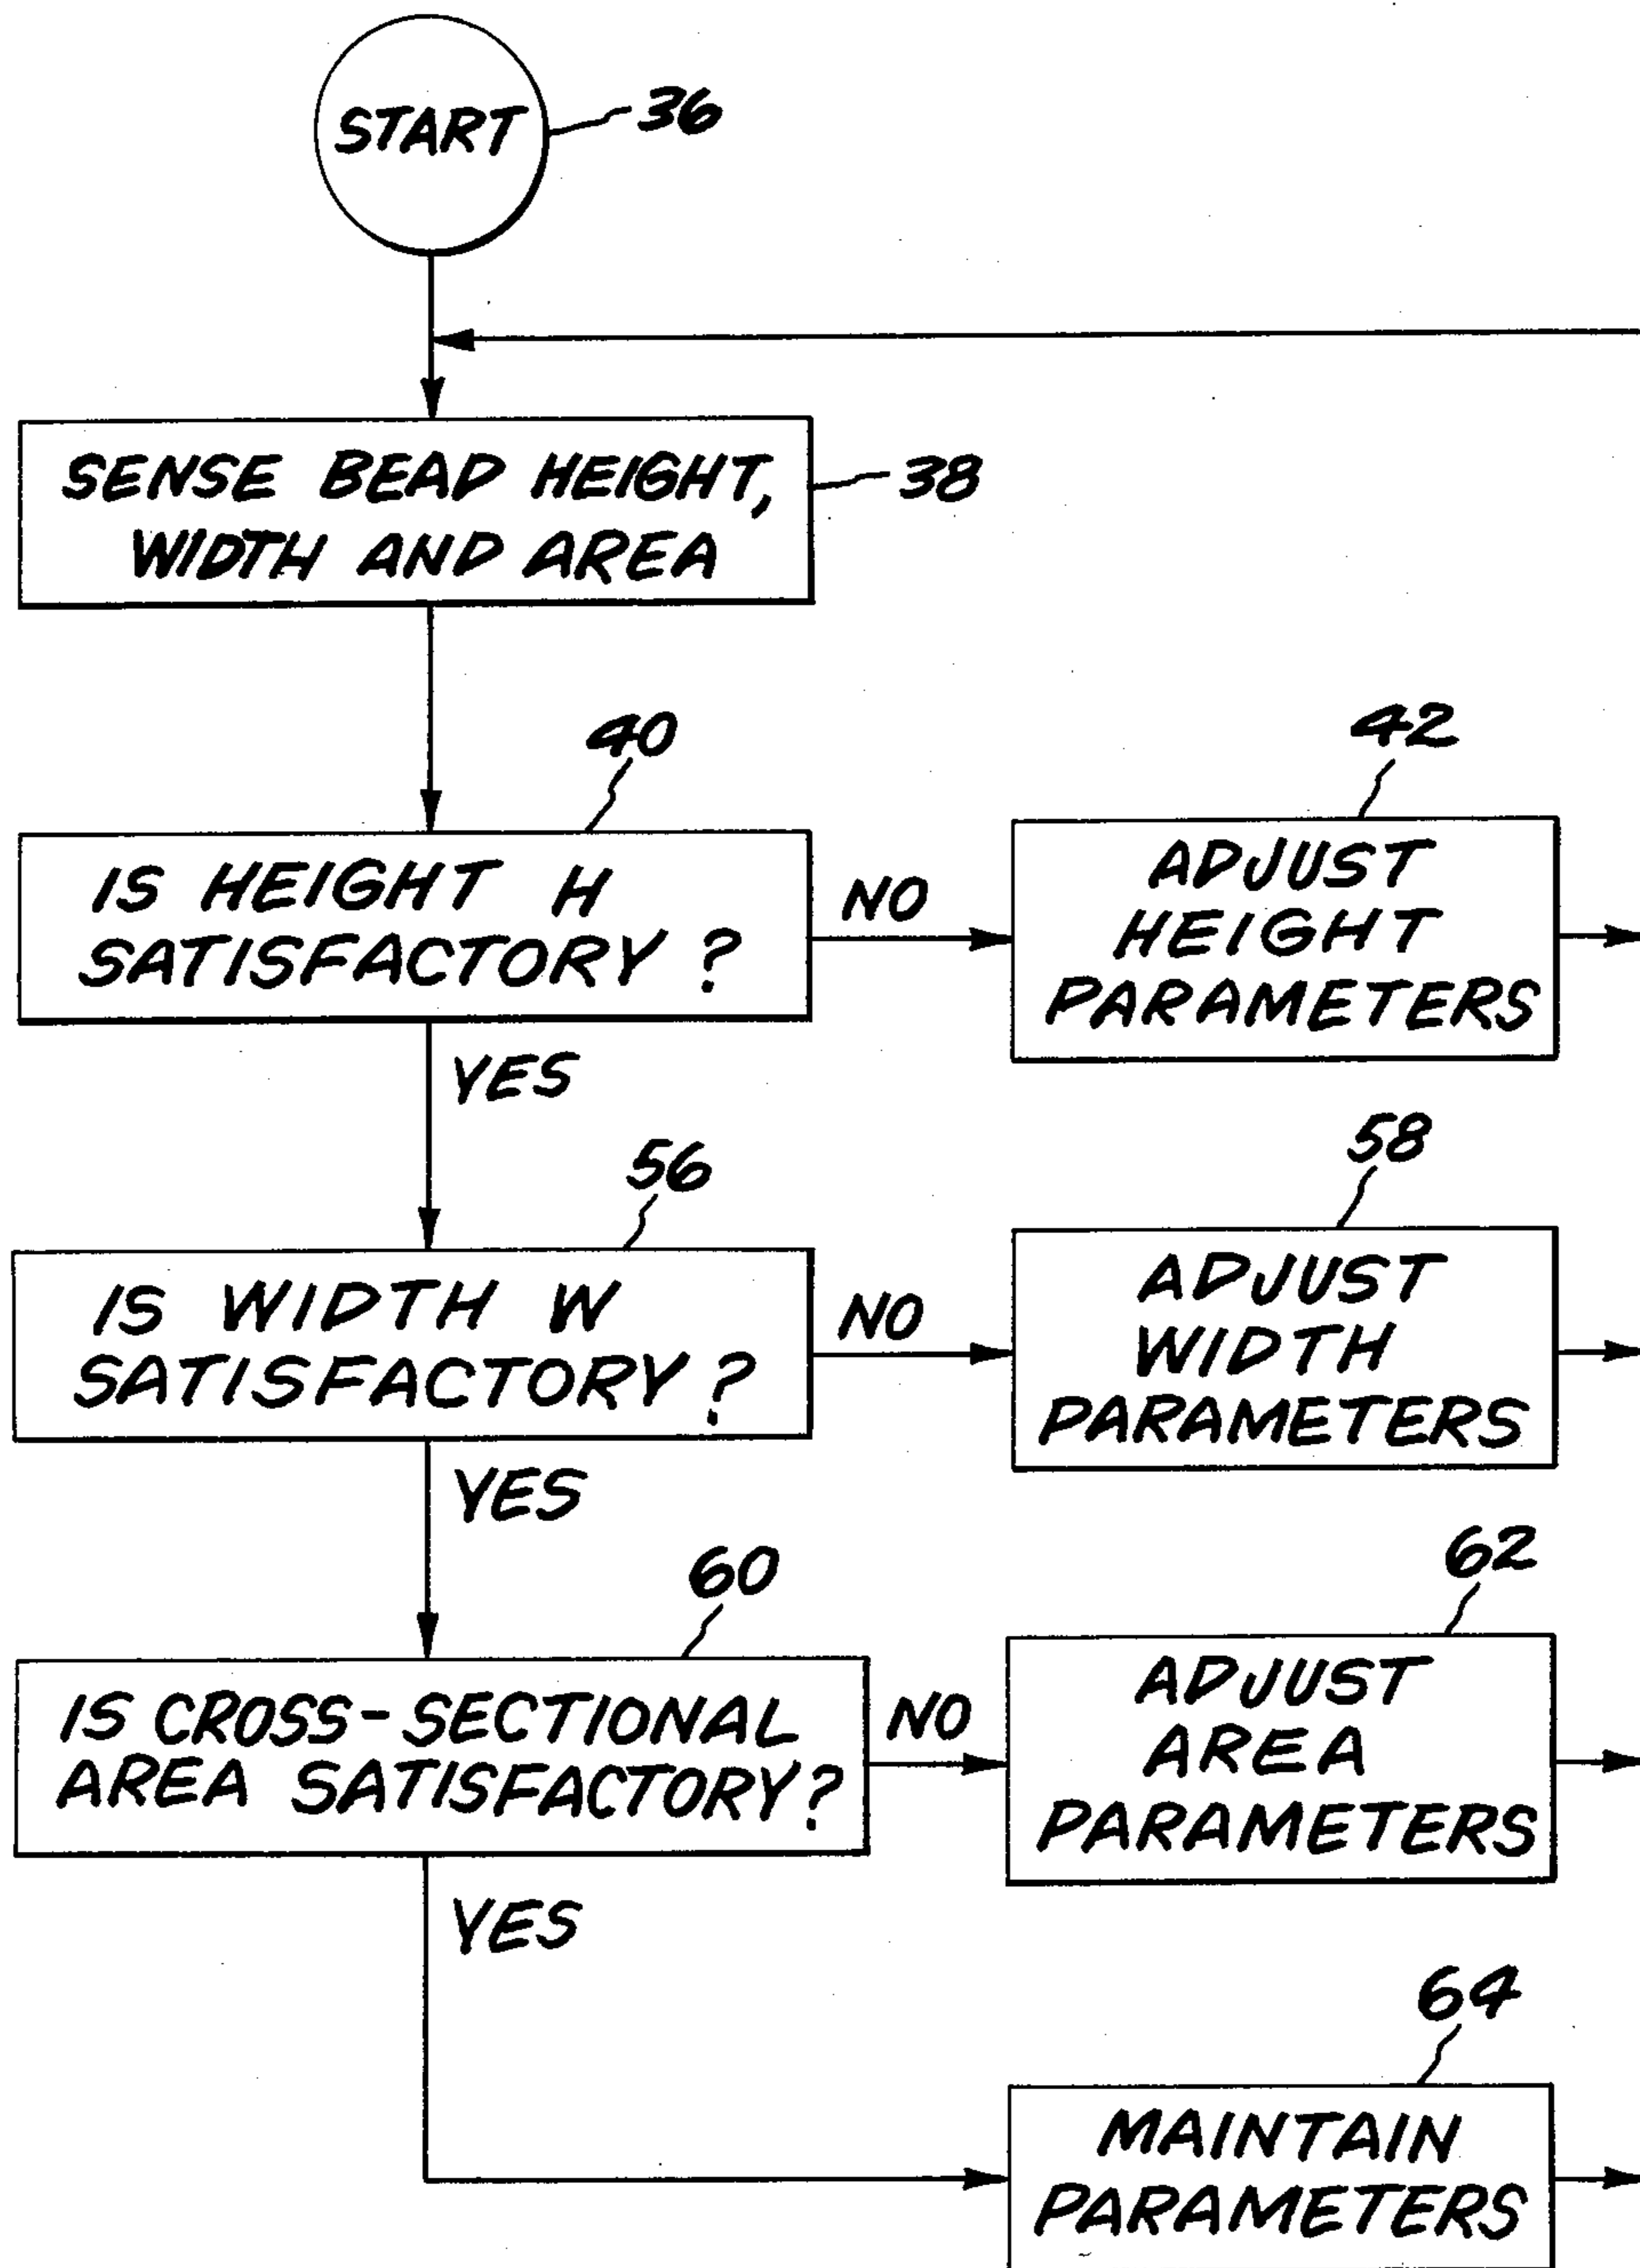 START
36
SENSE BEAD HEIGHT,
WIDTH AND AREA
38
40
IS HEIGHT H
SATISFACTORY ?
NO
42
ADJUST
HEIGHT
PARAMETERS
YES
56
IS WIDTH W
SATISFACTORY ?
NO
58
ADJUST
WIDTH
PARAMETERS
YES
60
IS CROSS-SECTIONAL
AREA SATISFACTORY?
NO
62
ADJUST
AREA
PARAMETERS
YES
64
MAINTAIN
PARAMETERS